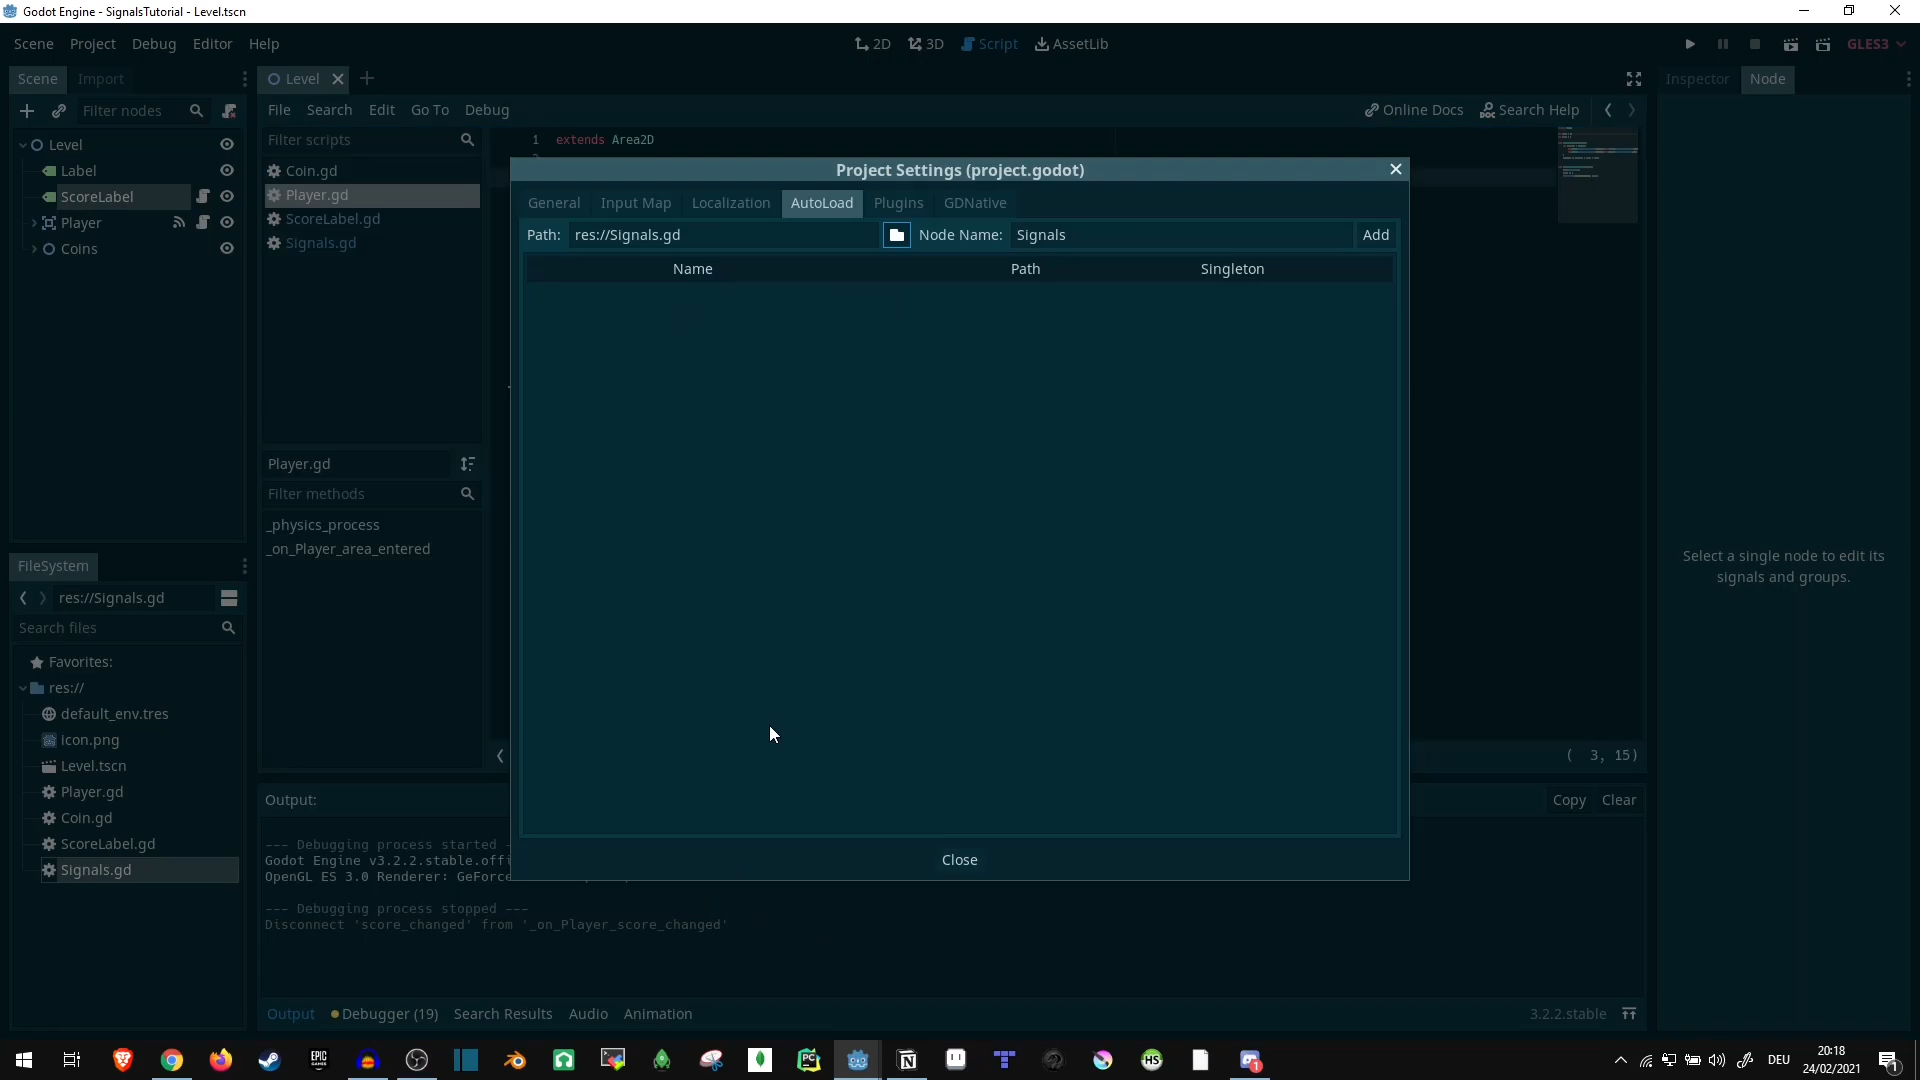 Godot Engine - SignalsTutorial - Level.tscn
Scene Project Debug Editor Help
2D 3D Script AssetLib
GLES3
Scene Import
Level
Inspector Node
Filter nodes
File Search Edit Go To Debug
Online Docs Search Help
Level
Label
ScoreLabel
Player
Coins
Filter scripts
Coin.gd
Player.gd
ScoreLabel.gd
Signals.gd
1 extends Area2D
Project Settings (project.godot)
General Input Map Localization AutoLoad Plugins GDNative
Path: res://Signals.gd Node Name: Signals Add
Name Path Singleton
Close
Player.gd
Filter methods
_physics_process
_on_Player_area_entered
( 3, 15)
Select a single node to edit its
signals and groups.
FileSystem
res://Signals.gd
Search files
Favorites:
res://
default_env.tres
icon.png
Level.tscn
Player.gd
Coin.gd
ScoreLabel.gd
Signals.gd
Output:
Copy Clear
--- Debugging process started -
Godot Engine v3.2.2.stable.offi
OpenGL ES 3.0 Renderer: GeForce
--- Debugging process stopped ---
Disconnect 'score_changed' from '_on_Player_score_changed'
Output Debugger (19) Search Results Audio Animation
3.2.2.stable
EPIC
GAMES
PC
HS
1
DEU
20:18
24/02/2021
1